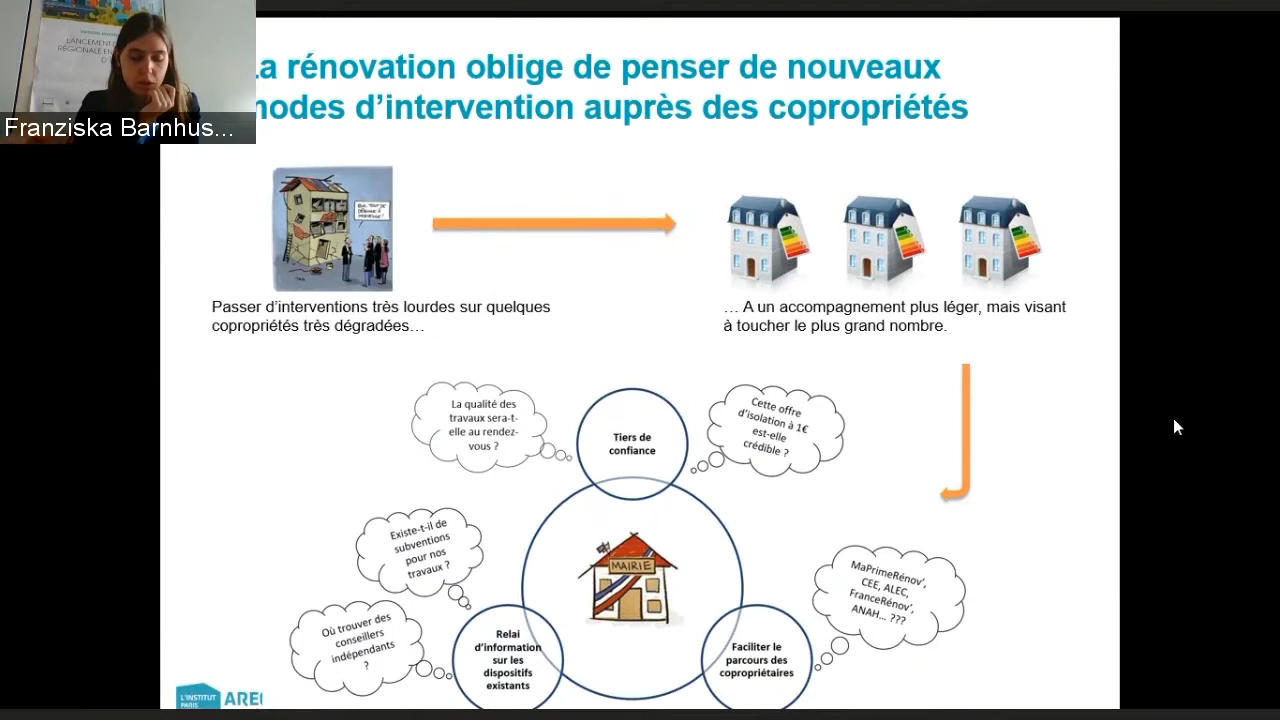 LANCEMENT
RÉGIONALE EN
Franziska Barnhus...
a rénovation oblige de penser de nouveaux
modes d’intervention auprès des copropriétés
Passer d’interventions très lourdes sur quelques
copropriétés très dégradées…
… A un accompagnement plus léger, mais visant
à toucher le plus grand nombre.
La qualité des
travaux sera-t-
elle au rendez-
vous ?
Tiers de
confiance
Cette offre
d’isolation à 1€
est-elle
crédible ?
Existe-t-il de
subventions
pour nos
travaux ?
MAIRIE
MaPrimeRénov’,
CEE, ALEC,
FranceRénov’,
ANAH… ???
Où trouver des
conseillers
indépendants
?
Relai
d’information
sur les
dispositifs
existants
Faciliter le
parcours des
copropriétaires
L'INSTITUT
PARIS
AREC